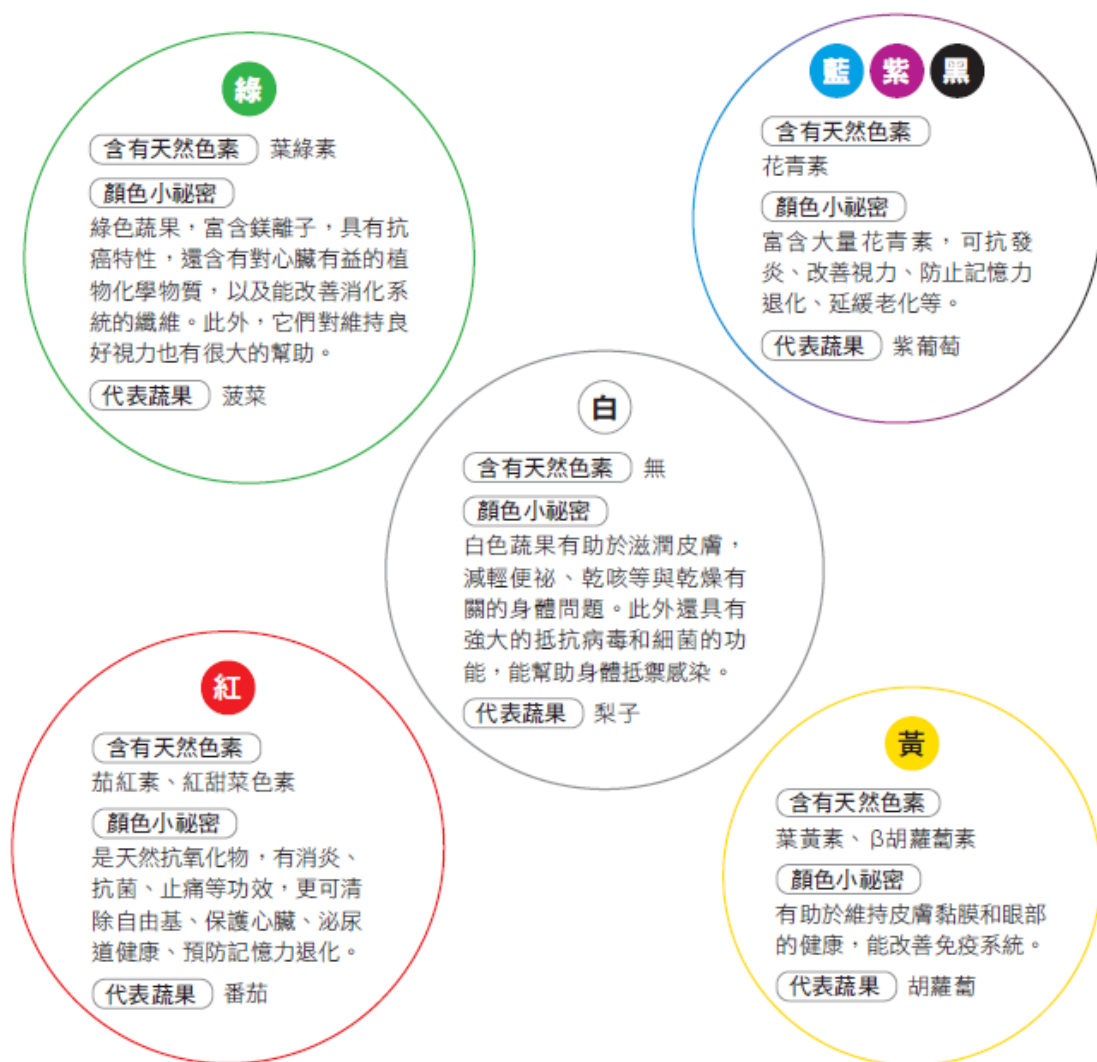 綠
含有天然色素 葉綠素
顏色小祕密
綠色蔬果，富含鎂離子，具有抗
癌特性，還含有對心臟有益的植
物化學物質，以及能改善消化系
統的纖維。此外，它們對維持良
好視力也有很大的幫助。
代表蔬果 菠菜
藍 紫 黑
含有天然色素
花青素
顏色小祕密
富含大量花青素，可抗發
炎、改善視力、防止記憶力
退化、延緩老化等。
代表蔬果 紫葡萄
白
含有天然色素 無
顏色小祕密
白色蔬果有助於滋潤皮膚，
減輕便祕、乾咳等與乾燥有
關的身體問題。此外還具有
強大的抵抗病毒和細菌的功
能，能幫助身體抵禦感染。
代表蔬果 梨子
紅
含有天然色素
茄紅素、紅甜菜色素
顏色小祕密
是天然抗氧化物，有消炎、
抗菌、止痛等功效，更可清
除自由基、保護心臟、泌尿
道健康、預防記憶力退化。
代表蔬果 番茄
黃
含有天然色素
葉黃素、β胡蘿蔔素
顏色小祕密
有助於維持皮膚黏膜和眼部
的健康，能改善免疫系統。
代表蔬果 胡蘿蔔